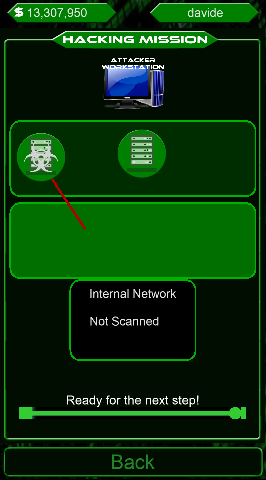 $ 13,307,950
davide
HACKING MISSION
ATTACKER
WORKSTATION
Internal Network
Not Scanned
Ready for the next step!
Back